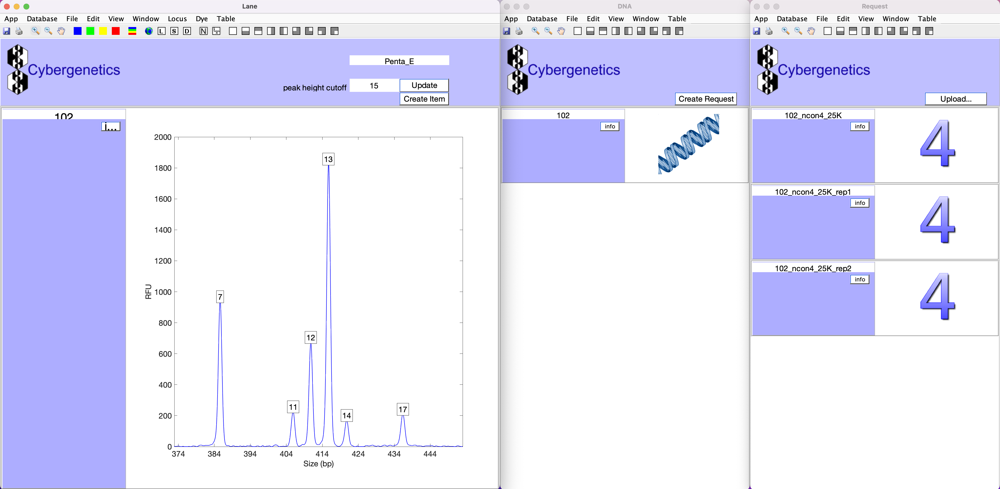 Lane
App Database File Edit View Window Locus Dye Table
L S D N
Cybergenetics
Penta_E
peak height cutoff 15 Update
Create Item
102
i...
2000
1800
1600
1400
1200
1000
800
600
400
200
0
RFU
13
7
12
11
14
17
374 384 394 404 414 424 434 444
Size (bp)
DNA
App Database File Edit View Window Table
Cybergenetics
Create Request
102
info
Request
App Database File Edit View Window Table
Cybergenetics
Upload...
102_ncon4_25K
info
4
102_ncon4_25K_rep1
info
4
102_ncon4_25K_rep2
info
4